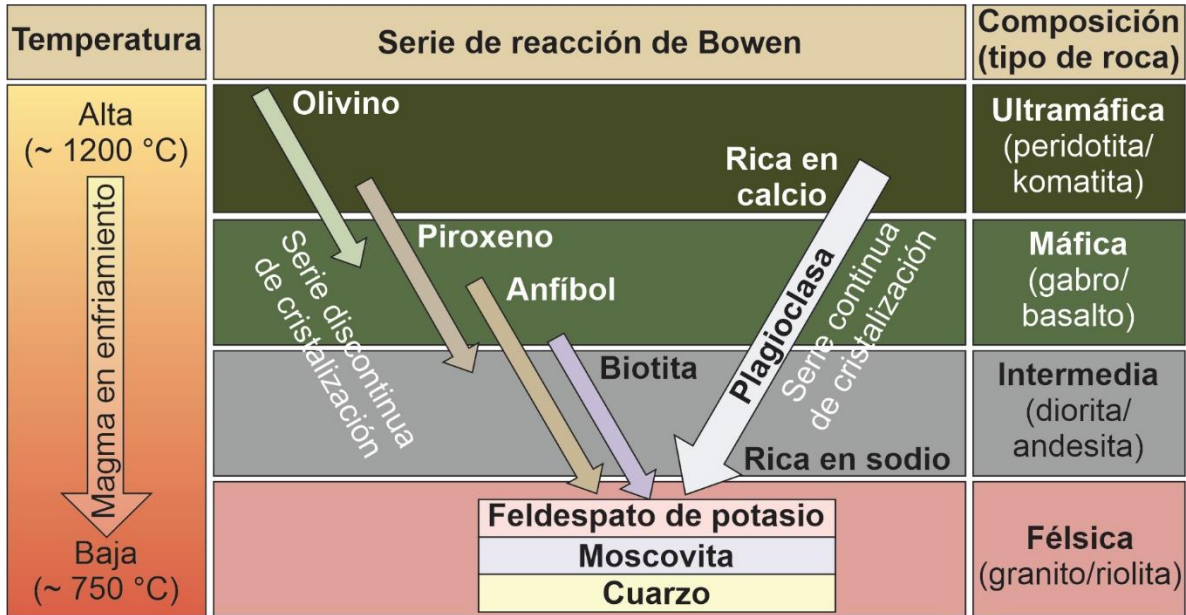 Temperatura
Serie de reacción de Bowen
Composición
(tipo de roca)
Alta
(~ 1200 °C)
Magma en enfriamiento
Baja
(~ 750 °C)
Olivino
Piroxeno
Anfíbol
Biotita
Serie discontinua
de cristalización
Rica en
calcio
Plagioclasa
Serie continua
de cristalización
Rica en sodio
Feldespato de potasio
Moscovita
Cuarzo
Ultramáfica
(peridotita/
komatita)
Máfica
(gabro/
basalto)
Intermedia
(diorita/
andesita)
Félsica
(granito/riolita)